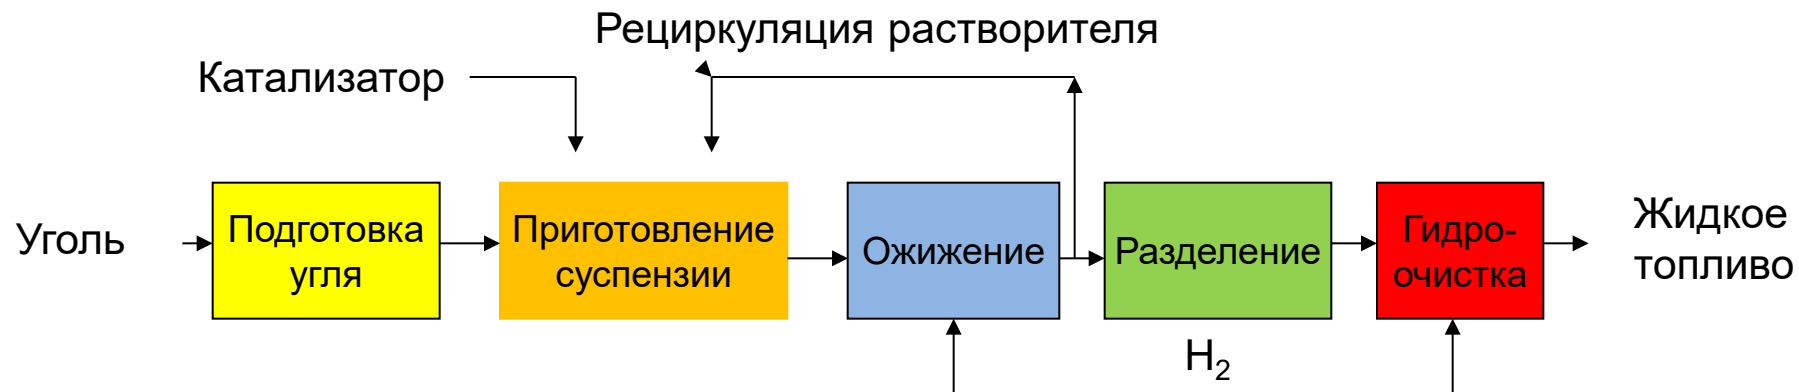 Рециркуляция растворителя
Катализатор
Уголь
Подготовка
угля
Приготовление
суспензии
Ожижение
Разделение
Гидро-
очистка
Жидкое
топливо
H₂